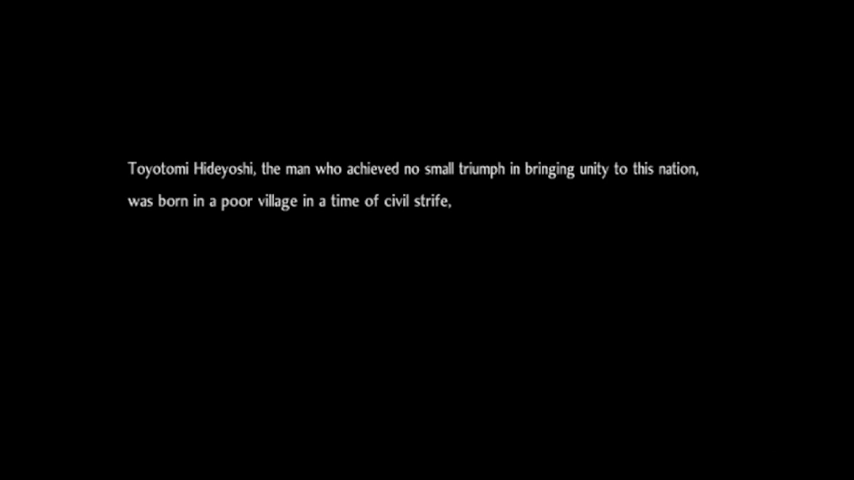 Toyotomi Hideyoshi, the man who achieved no small triumph in bringing unity to this nation,
was born in a poor village in a time of civil strife,